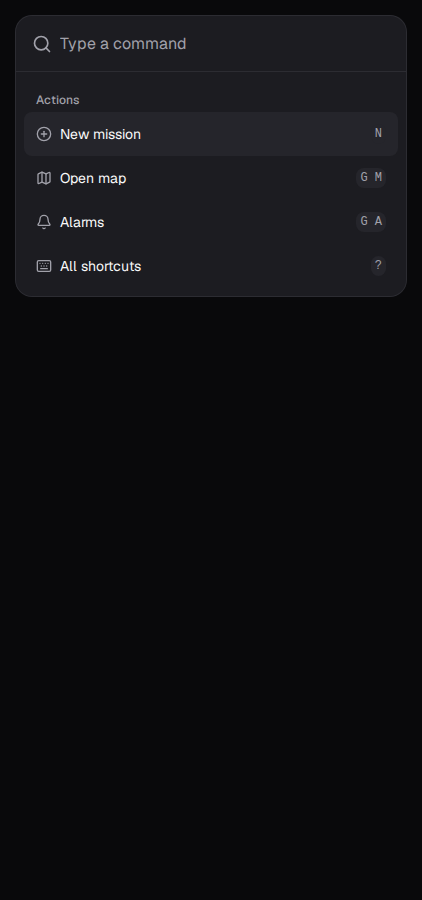 Type a command
Actions
New mission N
Open map G M
Alarms G A
All shortcuts ?